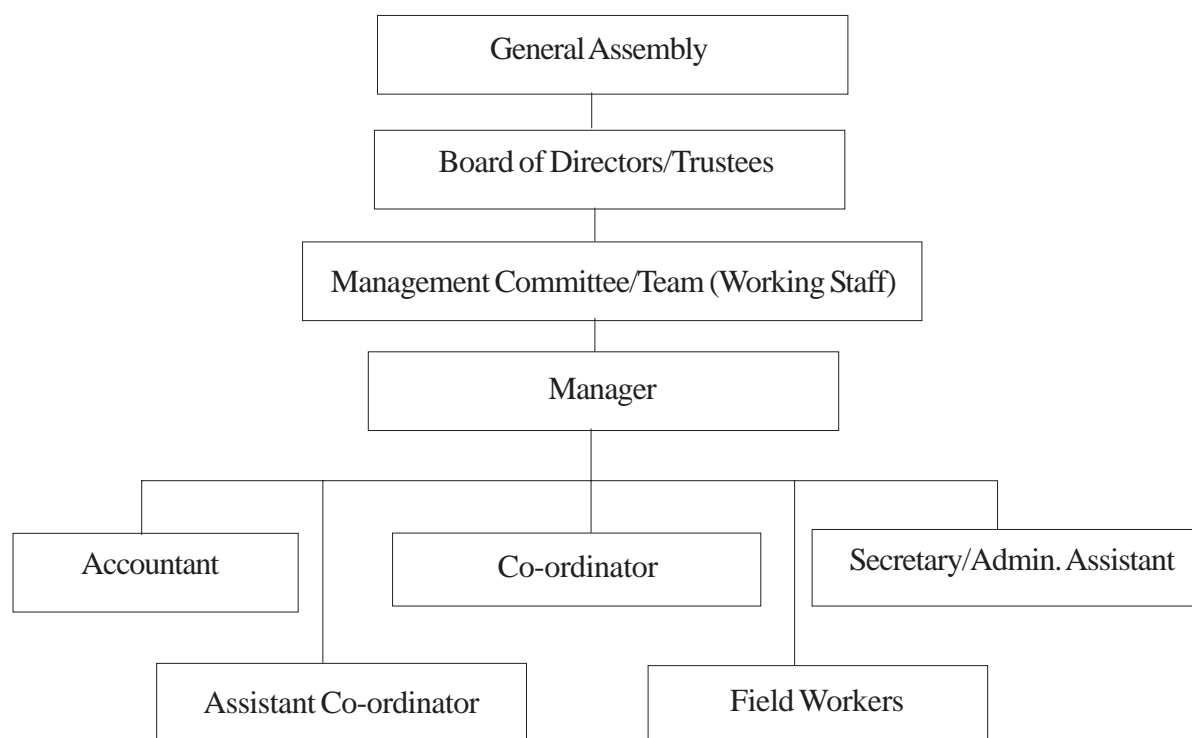 General Assembly
Board of Directors/Trustees
Management Committee/Team (Working Staff)
Manager
Accountant
Co-ordinator
Secretary/Admin. Assistant
Assistant Co-ordinator
Field Workers